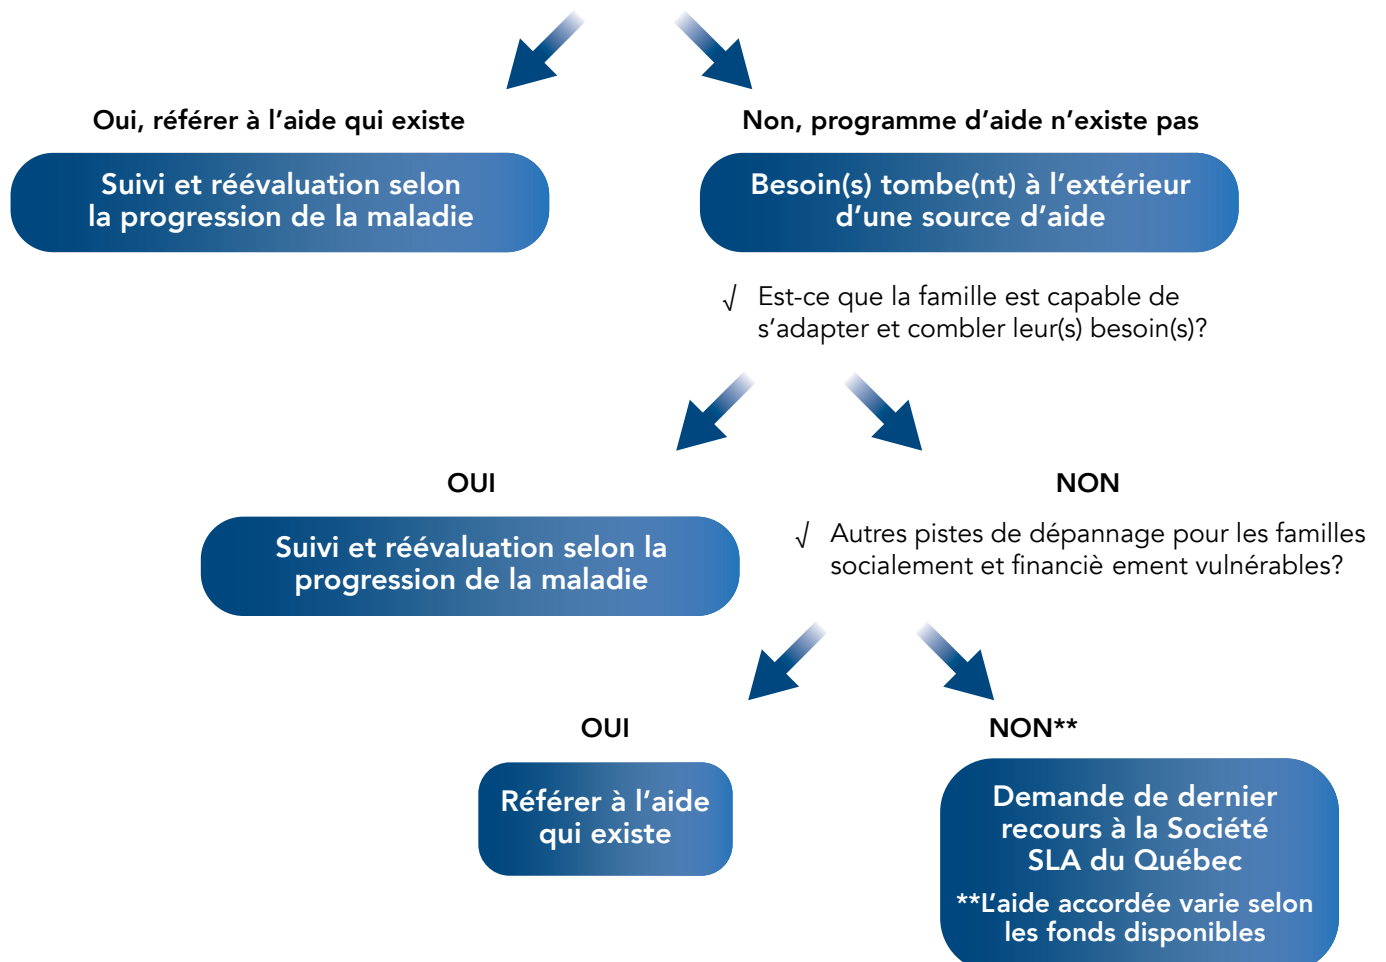 Oui, référer à l'aide qui existe
Suivi et réévaluation selon
la progression de la maladie
Non, programme d'aide n'existe pas
Besoin(s) tombe(nt) à l'extérieur
d'une source d'aide
√ Est-ce que la famille est capable de
s'adapter et combler leur(s) besoin(s)?
OUI
Suivi et réévaluation selon la
progression de la maladie
NON
√ Autres pistes de dépannage pour les familles
socialement et financiè ement vulnérables?
OUI
Référer à l'aide
qui existe
NON**
Demande de dernier
recours à la Société
SLA du Québec
**L'aide accordée varie selon
les fonds disponibles